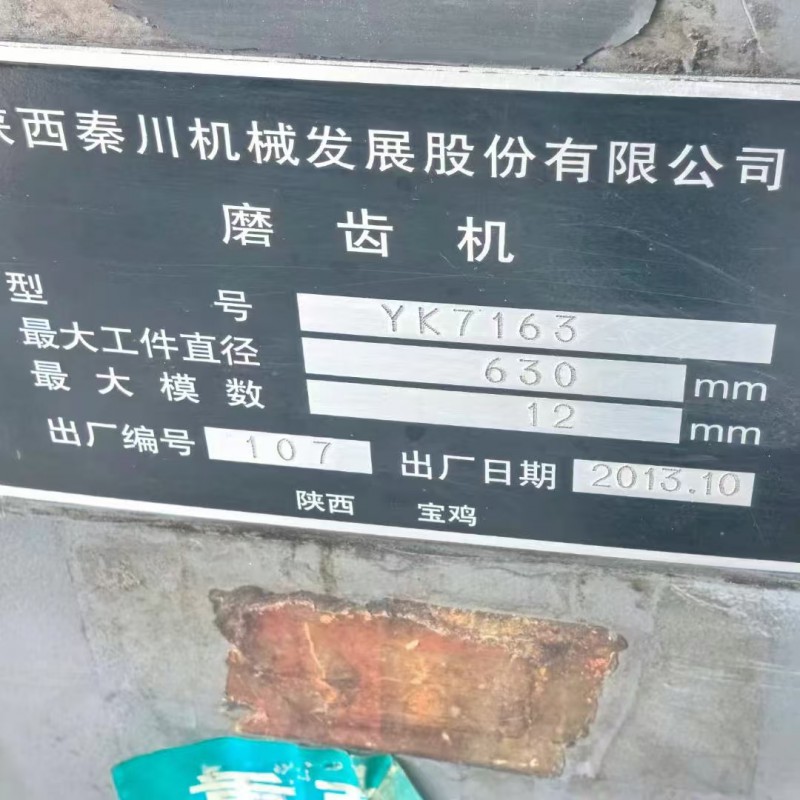 陕西秦川机械发展股份有限公司
磨齿机
型号 YK7163
最大工件直径 630 mm
最大模数 12 mm
出厂编号 107 出厂日期 2013.10
陕西 宝鸡